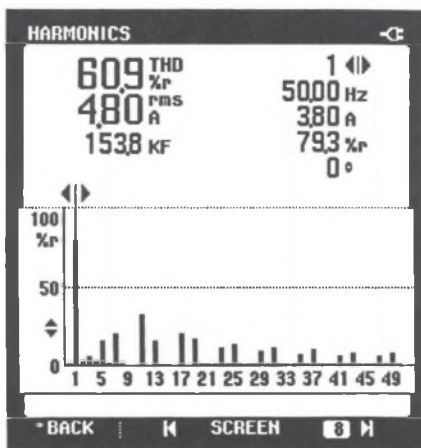 HARMONICS
60,9 THD %r
4,80 rms A
153,8 KF
1
50,00 Hz
3,80 A
79,3 %r
0 °
100
%r
50
0
1 5 9 13 17 21 25 29 33 37 41 45 49
BACK SCREEN 8